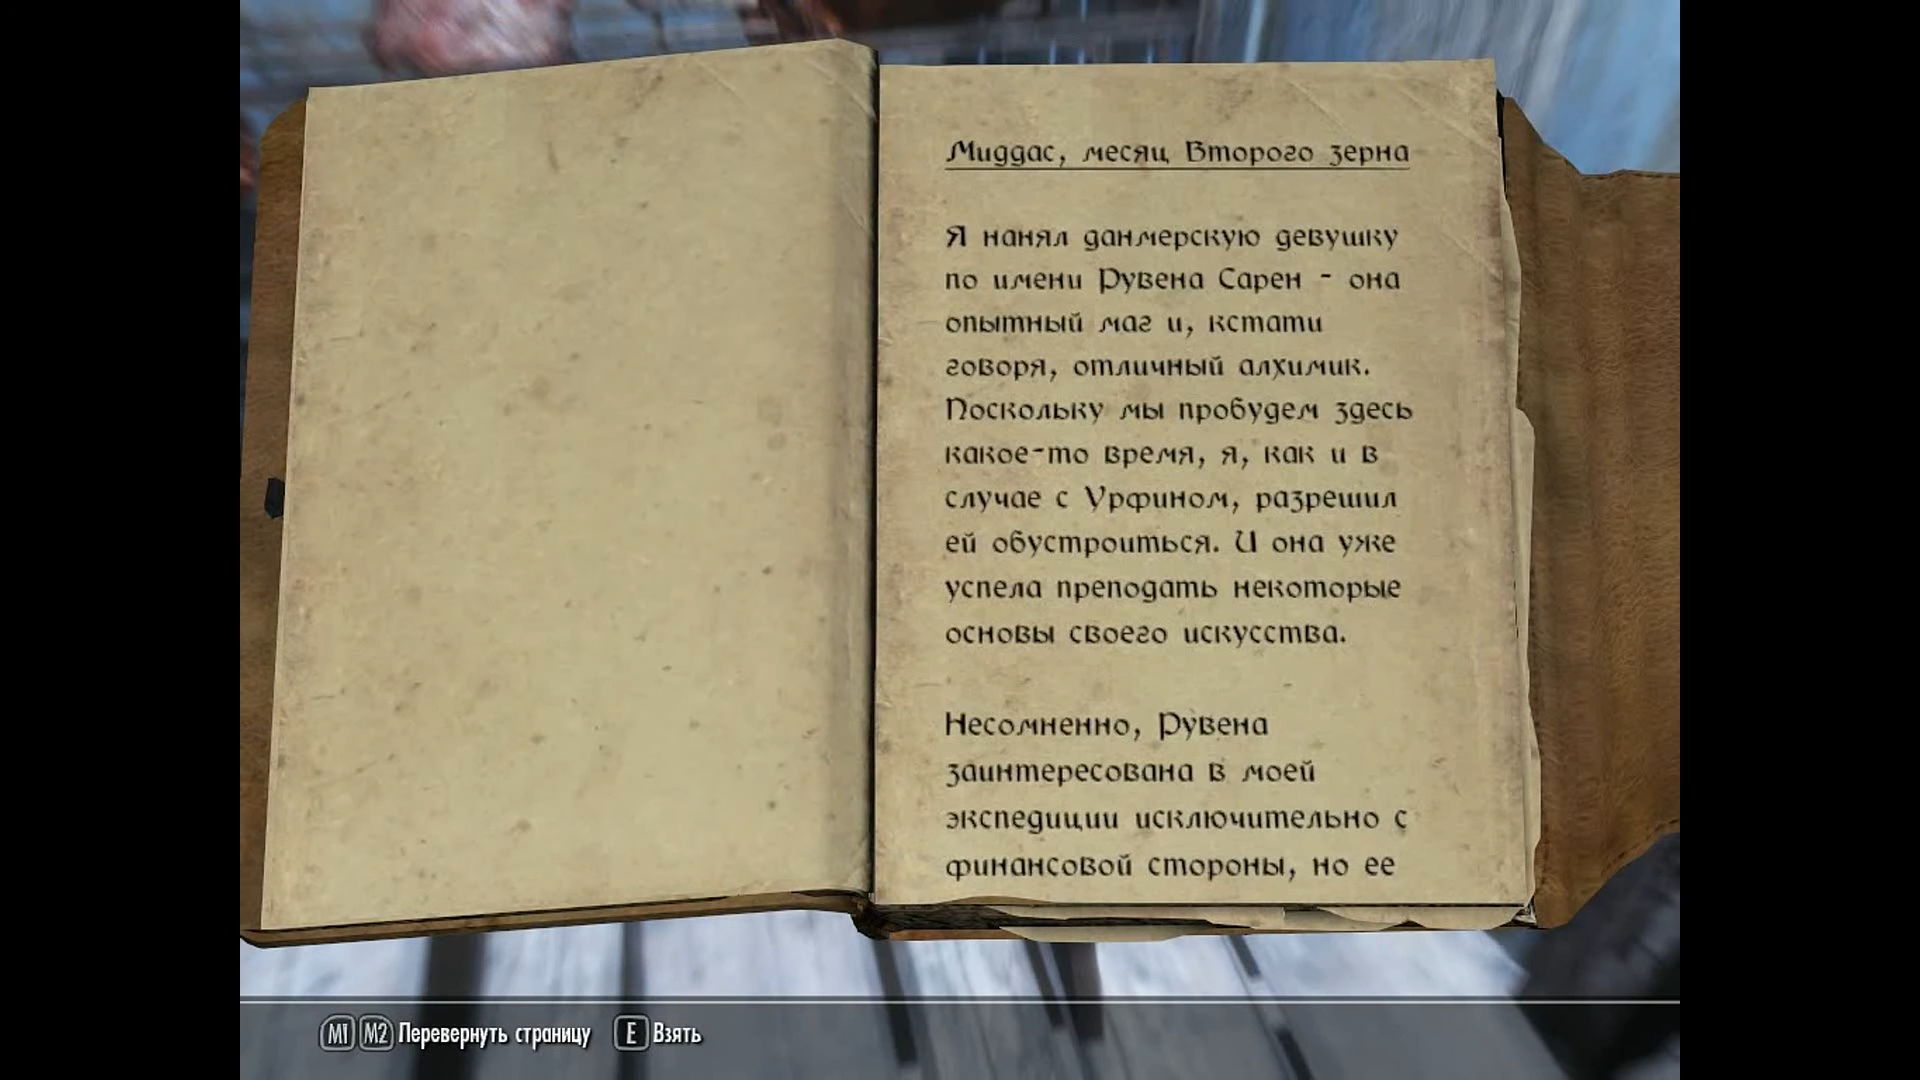 Миддас, месяц Второго зерна
Я нанял данмерскую девушку
по имени Рувена Сарен - она
опытный маг и, кстати
говоря, отличный алхимик.
Поскольку мы пробудем здесь
какое-то время, я, как и в
случае с Урфином, разрешил
ей обустроиться. И она уже
успела преподать некоторые
основы своего искусства.
Несомненно, Рувена
заинтересована в моей
экспедиции исключительно с
финансовой стороны, но ее
M1 M2 Перевернуть страницу E Взять